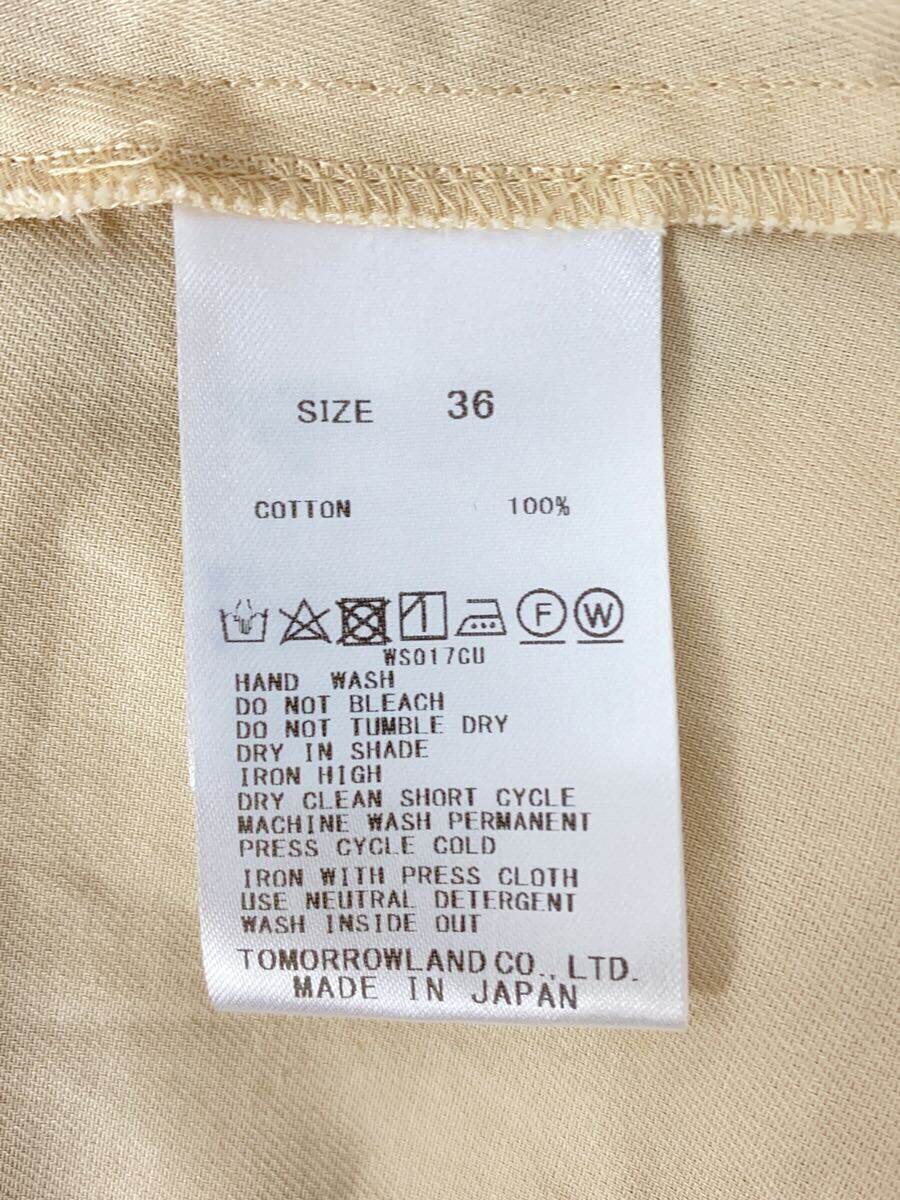 SIZE 36
COTTON 100%
F W
WS017CU
HAND WASH
DO NOT BLEACH
DO NOT TUMBLE DRY
DRY IN SHADE
IRON HIGH
DRY CLEAN SHORT CYCLE
MACHINE WASH PERMANENT
PRESS CYCLE COLD
IRON WITH PRESS CLOTH
USE NEUTRAL DETERGENT
WASH INSIDE OUT
TOMORROWLAND CO., LTD.
MADE IN JAPAN